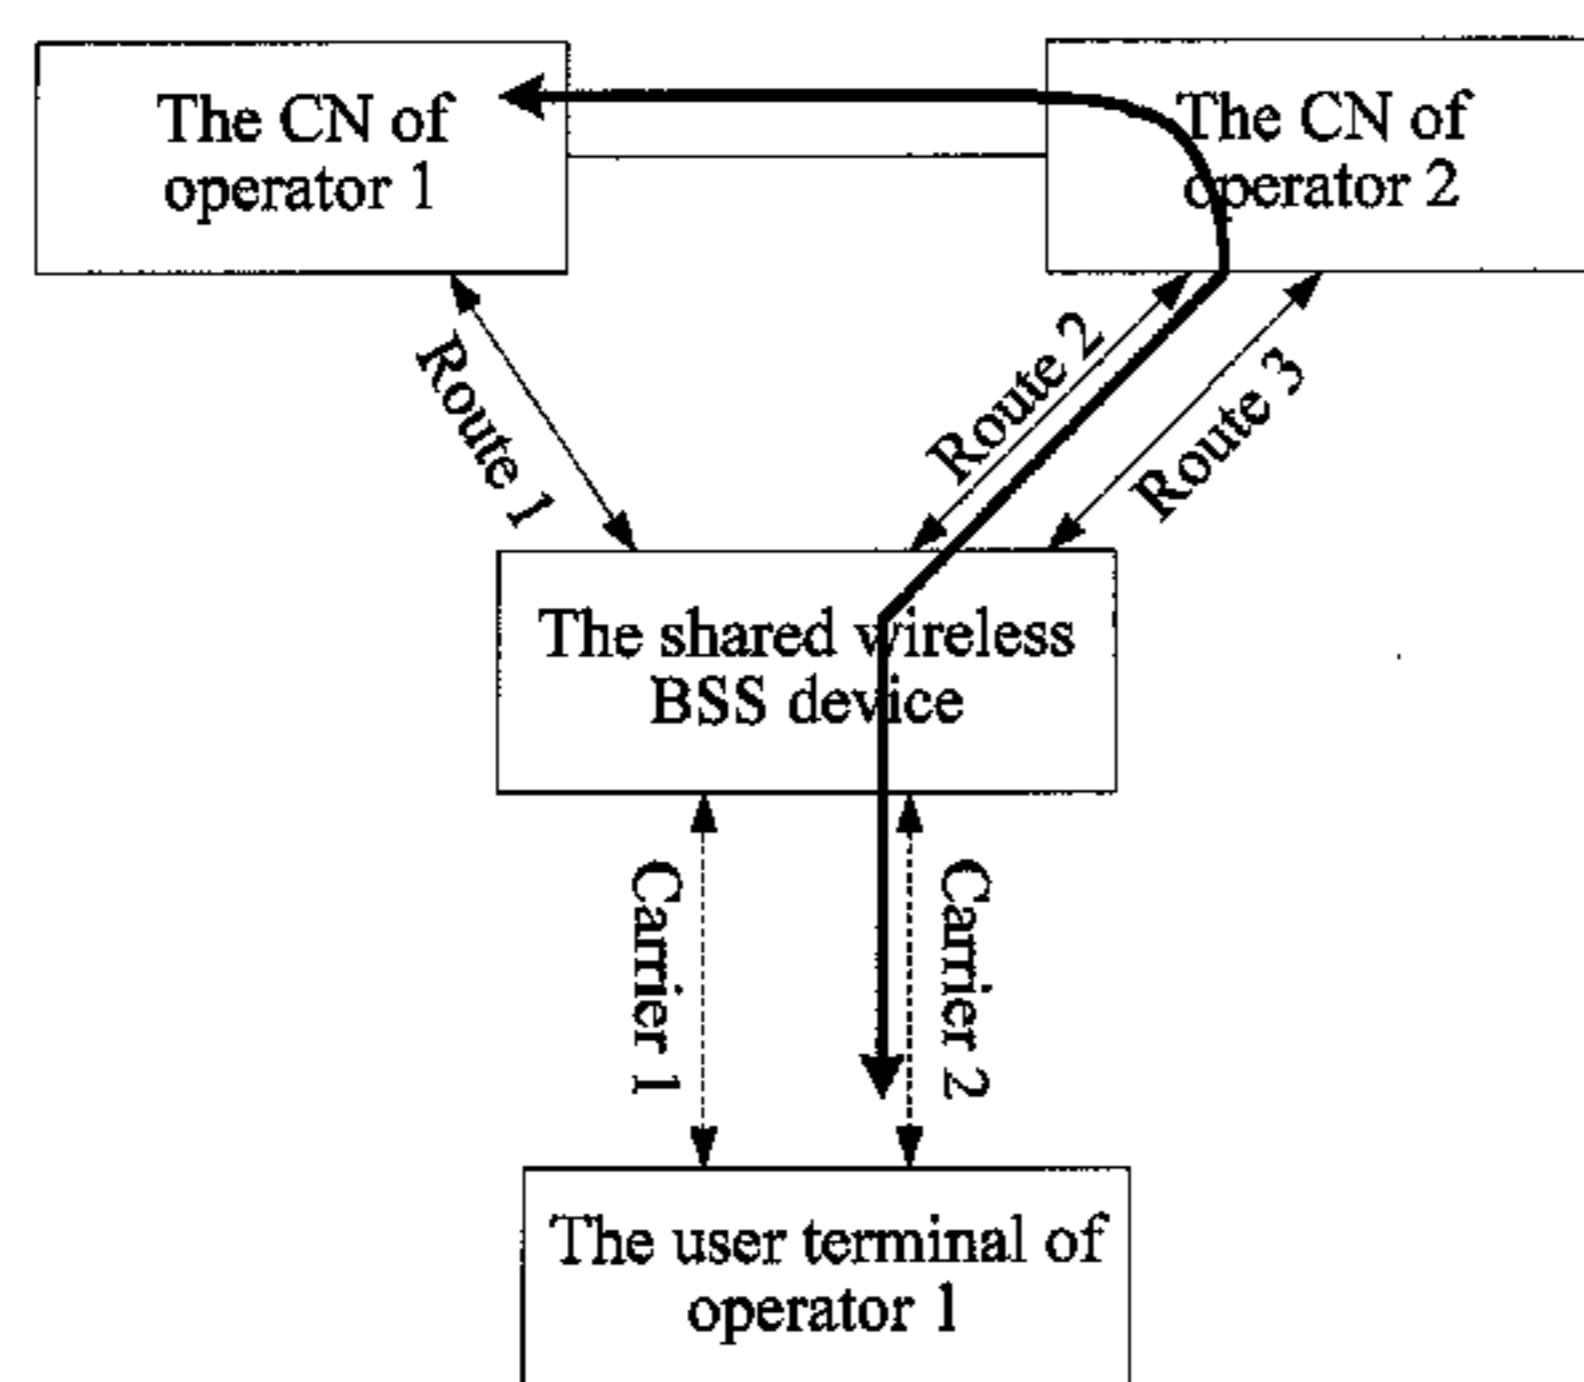 The CN of
operator 1
The CN of
operator 2
Route 1
Route 2
Route 3
The shared wireless
BSS device
Carrier 1
Carrier 2
The user terminal of
operator 1